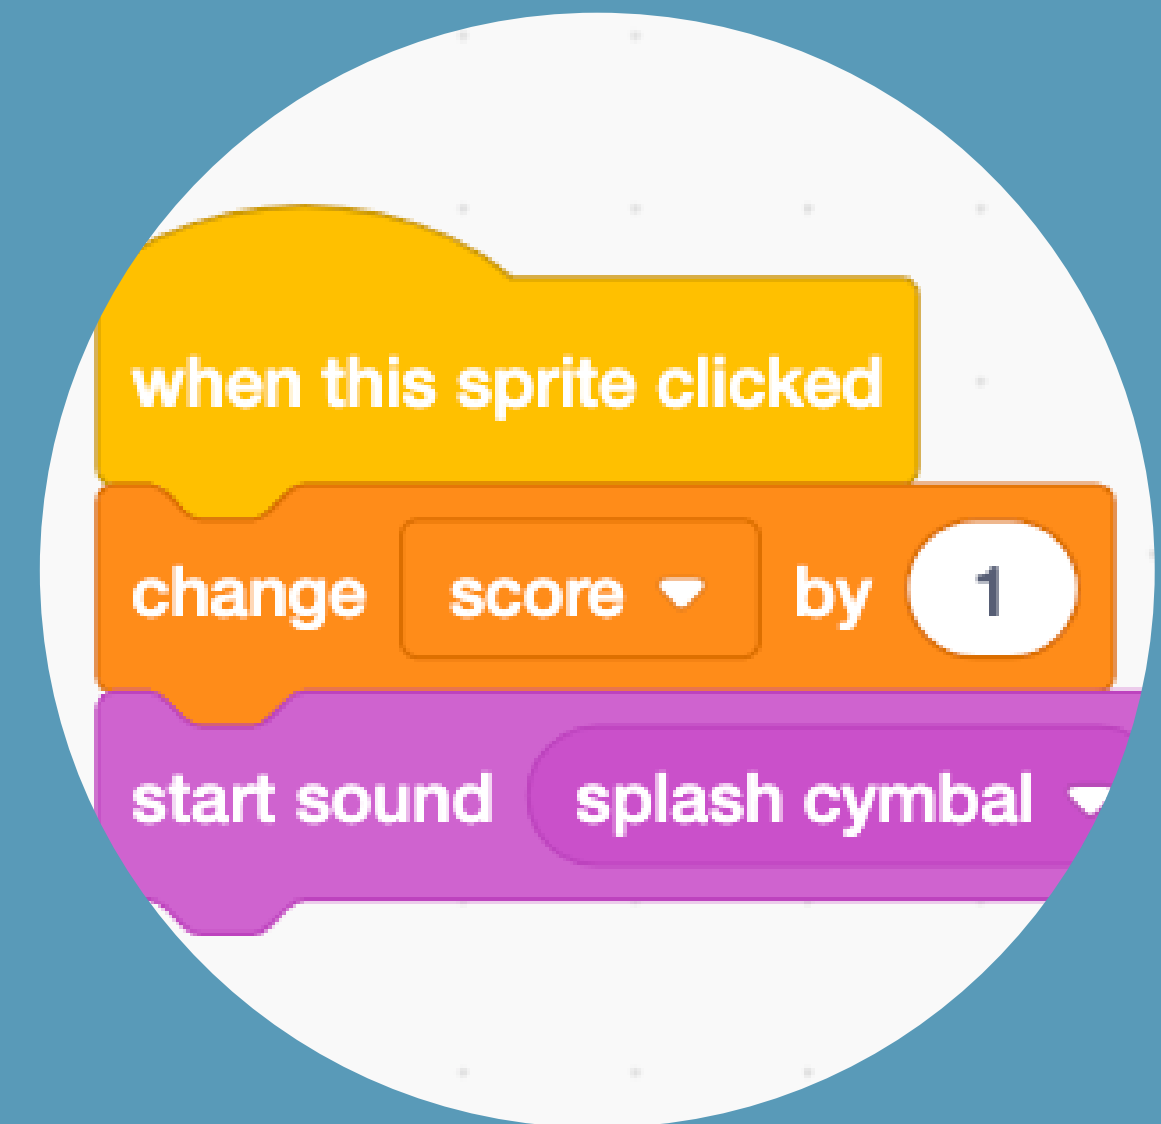 when this sprite clicked
change score by 1
start sound splash cymbal